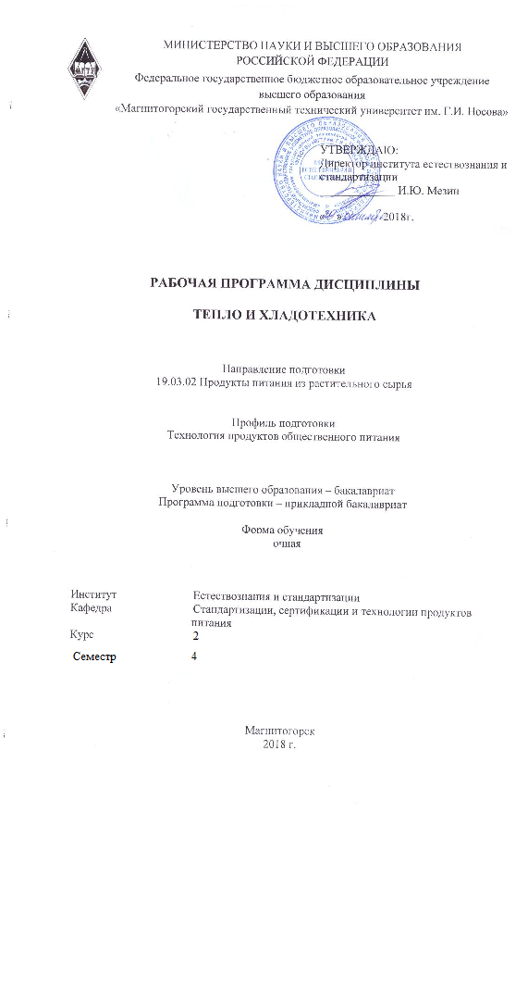 МИНИСТЕРСТВО НАУКИ И ВЫСШЕГО ОБРАЗОВАНИЯ
РОССИЙСКОЙ ФЕДЕРАЦИИ
Федеральное государственное бюджетное образовательное учреждение
высшего образования
«Магнитогорский государственный технический университет им. Г.И. Носова»
УТВЕРЖДАЮ:
Директор института естествознания и
стандартизации
И.Ю. Мезин
2018г.
РАБОЧАЯ ПРОГРАММА ДИСЦИПЛИНЫ
ТЕПЛО И ХЛАДОТЕХНИКА
Направление подготовки
19.03.02 Продукты питания из растительного сырья
Профиль подготовки
Технология продуктов общественного питания
Уровень высшего образования – бакалавриат
Программа подготовки – прикладной бакалавриат
Форма обучения
очная
Институт Естествознания и стандартизации
Кафедра Стандартизации, сертификации и технологии продуктов
питания
Курс 2
Семестр 4
Магнитогорск
2018 г.